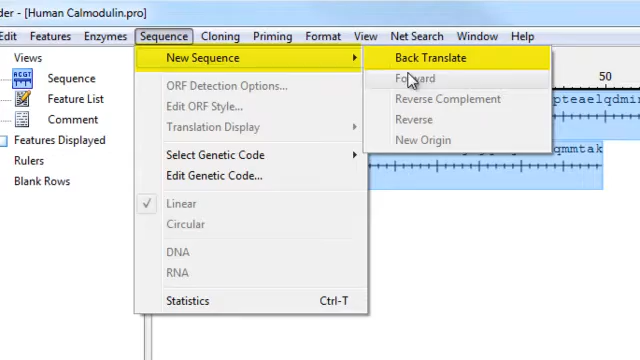 der - [Human Calmodulin.pro]
Edit Features Enzymes Sequence Cloning Priming Format View Net Search Window Help
Views
Sequence
Feature List
Comment
Features Displayed
Rulers
Blank Rows
New Sequence
ORF Detection Options...
Edit ORF Style...
Translation Display
Select Genetic Code
Edit Genetic Code...
Linear
Circular
DNA
RNA
Statistics Ctrl-T
Back Translate
Forward
Reverse Complement
Reverse
New Origin
50
pteaelqdmin
qmmtak